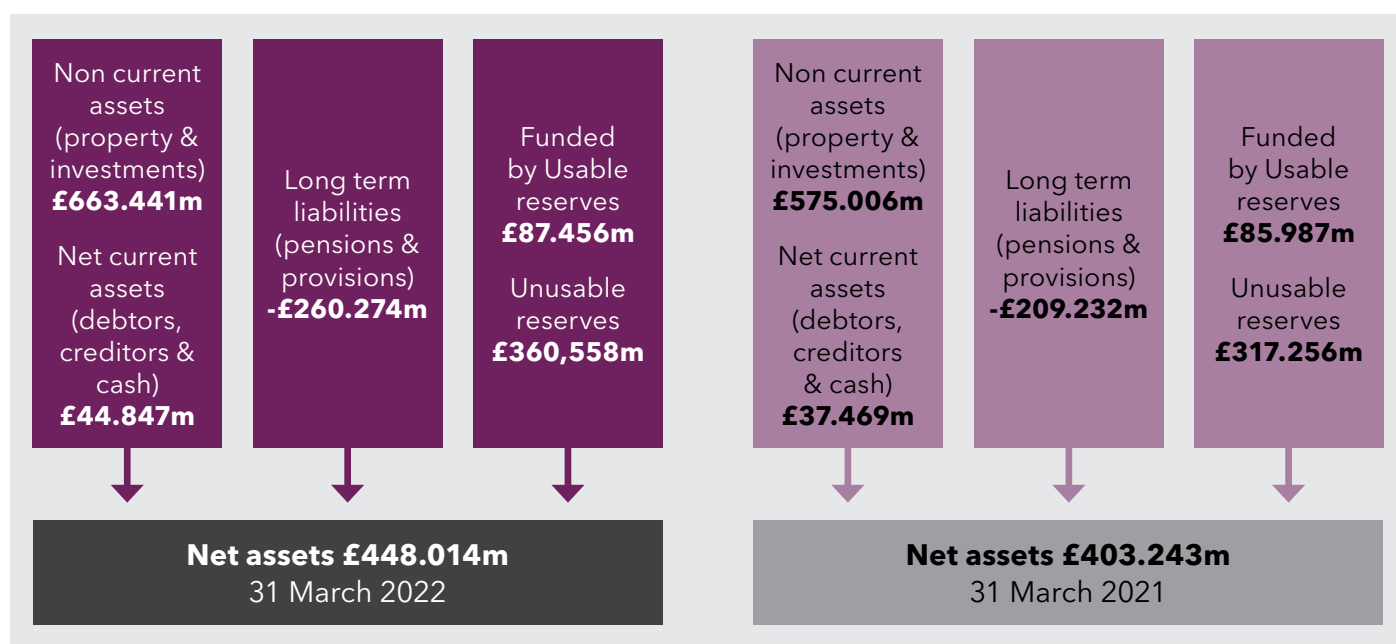 Non current
assets
(property &
investments)
£663.441m
Net current
assets
(debtors,
creditors &
cash)
£44.847m
Long term
liabilities
(pensions &
provisions)
-£260.274m
Funded
by Usable
reserves
£87.456m
Unusable
reserves
£360,558m
Net assets £448.014m
31 March 2022
Non current
assets
(property &
investments)
£575.006m
Net current
assets
(debtors,
creditors
& cash)
£37.469m
Long term
liabilities
(pensions &
provisions)
-£209.232m
Funded
by Usable
reserves
£85.987m
Unusable
reserves
£317.256m
Net assets £403.243m
31 March 2021